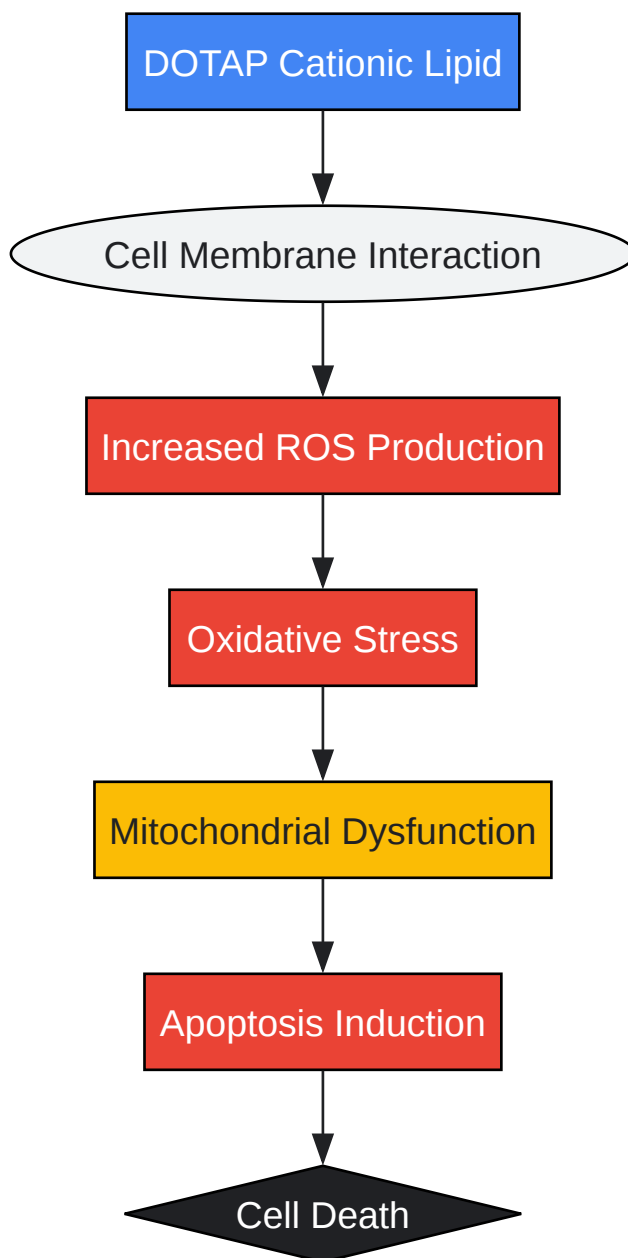 DOTAP Cationic Lipid
Cell Membrane Interaction
Increased ROS Production
Oxidative Stress
Mitochondrial Dysfunction
Apoptosis Induction
Cell Death